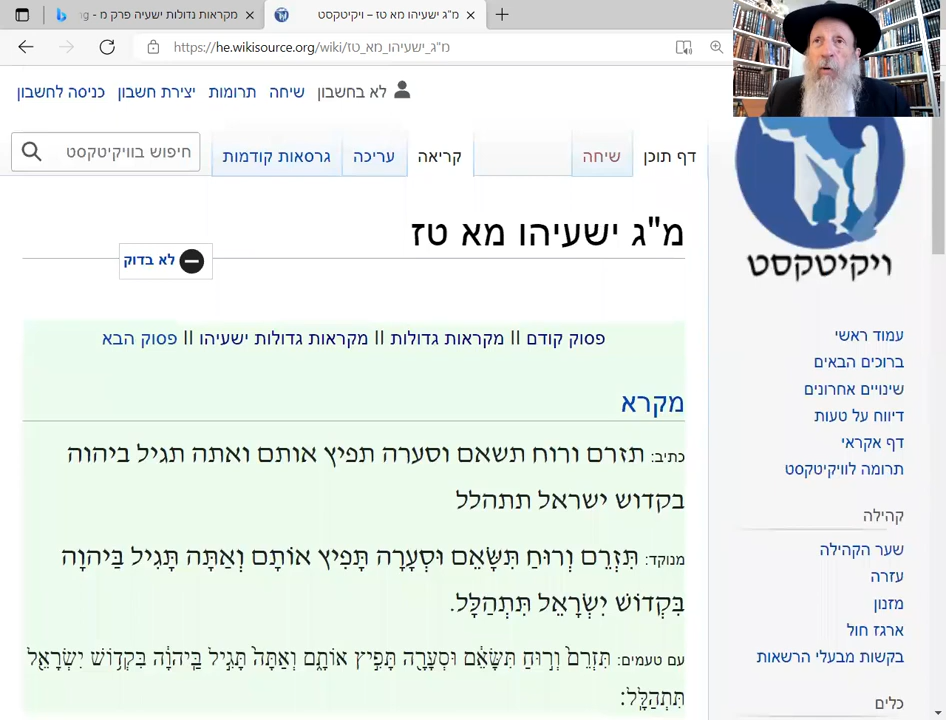 מקראות גדולות ישעיה פרק מ - ng
מ"ג ישעיהו מא טז – ויקיטקסט
https://he.wikisource.org/wiki/מ"ג_ישעיהו_מא_טז
לא בחשבון שיחה תרומות יצירת חשבון כניסה לחשבון
דף תוכן שיחה קריאה עריכה גרסאות קודמות חיפוש בוויקיטקסט
מ"ג ישעיהו מא טז
לא בדוק
פסוק קודם || מקראות גדולות || מקראות גדולות ישעיהו || פסוק הבא
מקרא
כתיב: תזרם ורוח תשאם וסערה תפיץ אותם ואתה תגיל ביהוה
בקדוש ישראל תתהלל
מנוקד: תִּזְרֵם וְרוּחַ תִּשָּׂאֵם וּסְעָרָה תָּפִיץ אוֹתָם וְאַתָּה תָּגִיל בַּיהוָה
בִּקְדוֹשׁ יִשְׂרָאֵל תִּתְהַלָּל.
עם טעמים: תִּזְרֵם֙ וְר֣וּחַ תִּשָּׂאֵ֔ם וּסְעָרָ֖ה תָּפִ֣יץ אוֹתָ֑ם וְאַתָּה֙ תָּגִ֣יל בַּֽיהוָ֔ה בִּקְד֥וֹשׁ יִשְׂרָאֵ֖ל
תִּתְהַלָּֽל׃
ויקיטקסט
עמוד ראשי
ברוכים הבאים
שינויים אחרונים
דיווח על טעות
דף אקראי
תרומה לוויקיטקסט
קהילה
שער הקהילה
עזרה
מזנון
ארגז חול
בקשות מבעלי הרשאות
כלים